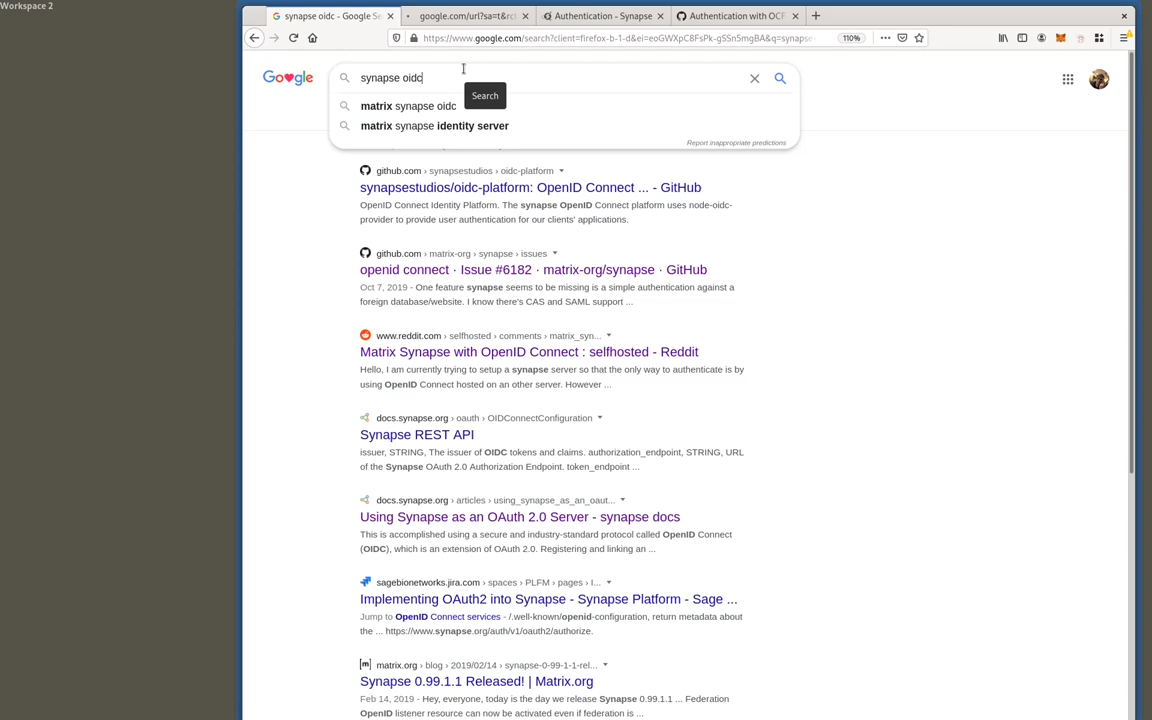 Workspace 2
synapse oidc - Google Se
google.com/url?sa=t&rct
Authentication - Synapse
Authentication with OCF
https://www.google.com/search?client=firefox-b-1-d&ei=eoGWXpC8FsPk-gSSn5mgBA&q=synapse
110%
Google
synapse oidc
Search
matrix synapse oidc
matrix synapse identity server
Report inappropriate predictions
github.com › synapsestudios › oidc-platform
synapsestudios/oidc-platform: OpenID Connect ... - GitHub
OpenID Connect Identity Platform. The synapse OpenID Connect platform uses node-oidc-
provider to provide user authentication for our clients' applications.
github.com › matrix-org › synapse › issues
openid connect · Issue #6182 · matrix-org/synapse · GitHub
Oct 7, 2019 - One feature synapse seems to be missing is a simple authentication against a
foreign database/website. I know there's CAS and SAML support ...
www.reddit.com › selfhosted › comments › matrix_syn...
Matrix Synapse with OpenID Connect : selfhosted - Reddit
Hello, I am currently trying to setup a synapse server so that the only way to authenticate is by
using OpenID Connect hosted on an other server. However ...
docs.synapse.org › oauth › OIDConnectConfiguration
Synapse REST API
issuer, STRING, The issuer of OIDC tokens and claims. authorization_endpoint, STRING, URL
of the Synapse OAuth 2.0 Authorization Endpoint. token_endpoint ...
docs.synapse.org › articles › using_synapse_as_an_oaut...
Using Synapse as an OAuth 2.0 Server - synapse docs
This is accomplished using a secure and industry-standard protocol called OpenID Connect
(OIDC), which is an extension of OAuth 2.0. Registering and linking an ...
sagebionetworks.jira.com › spaces › PLFM › pages › I...
Implementing OAuth2 into Synapse - Synapse Platform - Sage ...
Jump to OpenID Connect services - /.well-known/openid-configuration, return metadata about
the ... https://www.synapse.org/auth/v1/oauth2/authorize.
[m] matrix.org › blog › 2019/02/14 › synapse-0-99-1-1-rel...
Synapse 0.99.1.1 Released! | Matrix.org
Feb 14, 2019 - Hey, everyone, today is the day we release Synapse 0.99.1.1 ... Federation
OpenID listener resource can now be activated even if federation is ...